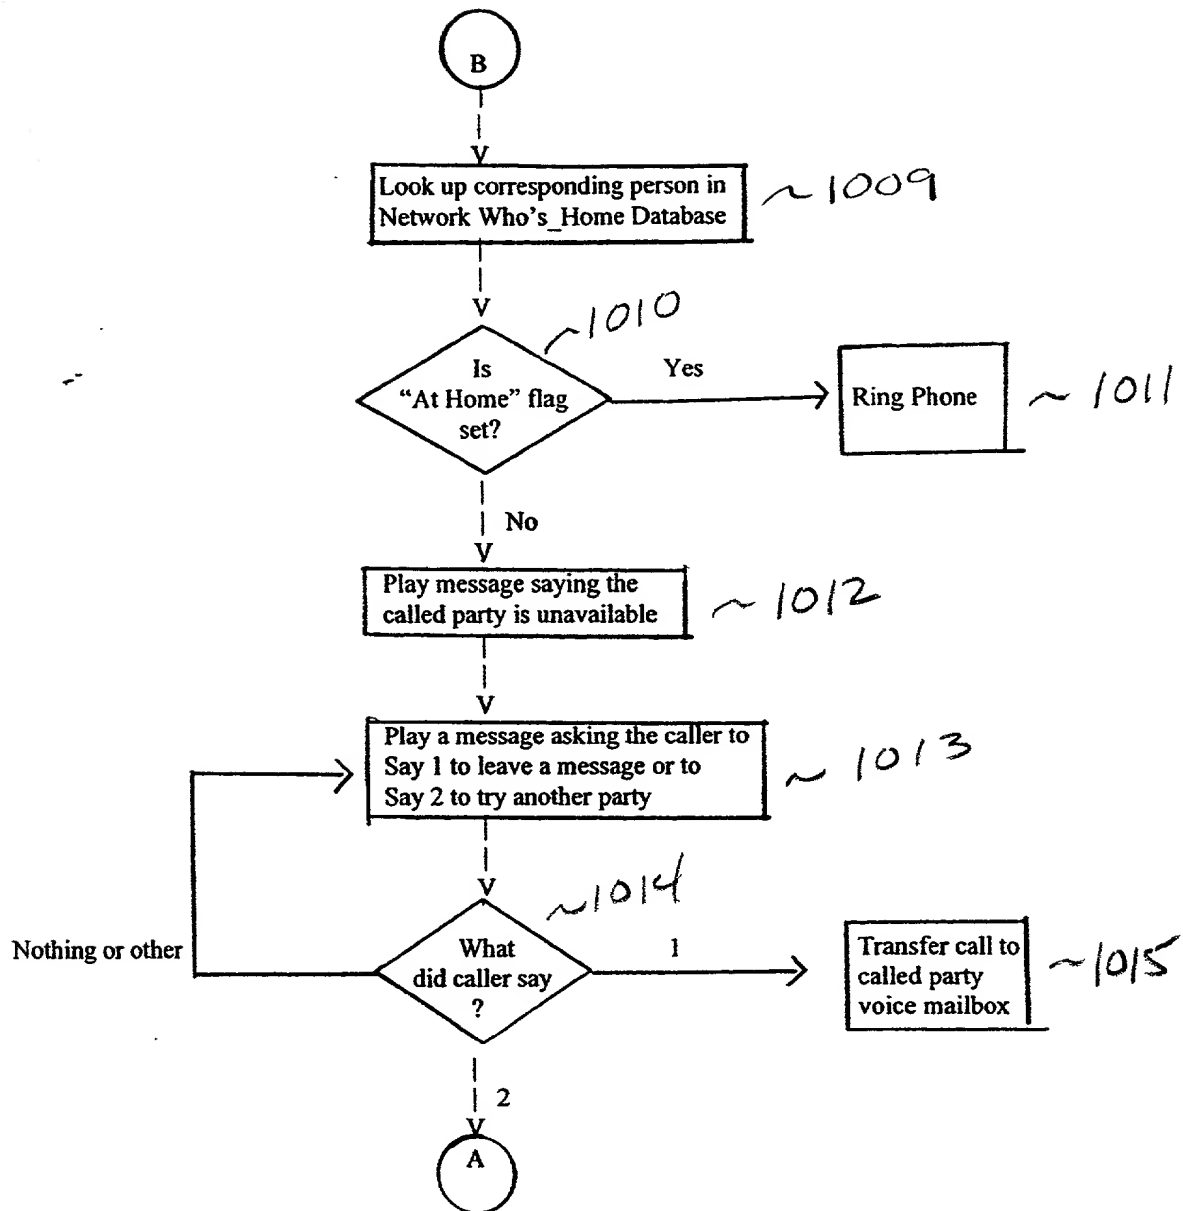 B
Look up corresponding person in
Network Who's_Home Database
~1009
~1010
Is
“At Home” flag
set?
Yes
Ring Phone
~1011
No
Play message saying the
called party is unavailable
~1012
Play a message asking the caller to
Say 1 to leave a message or to
Say 2 to try another party
~1013
~1014
Nothing or other
What
did caller say
?
1
Transfer call to
called party
voice mailbox
~1015
2
A